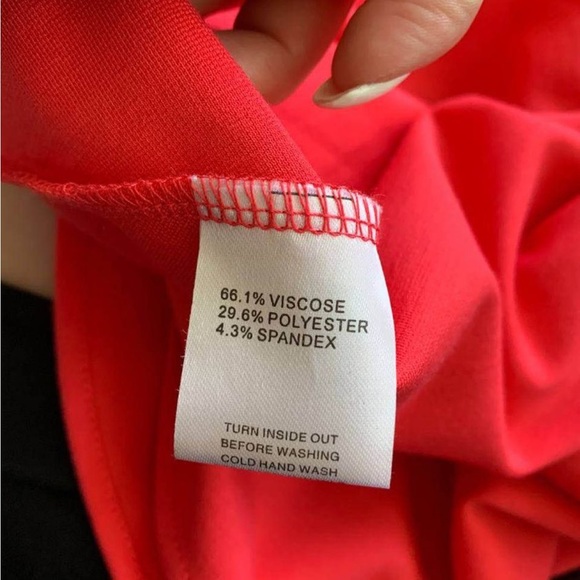 66.1% VISCOSE
29.6% POLYESTER
4.3% SPANDEX
TURN INSIDE OUT
BEFORE WASHING
COLD HAND WASH